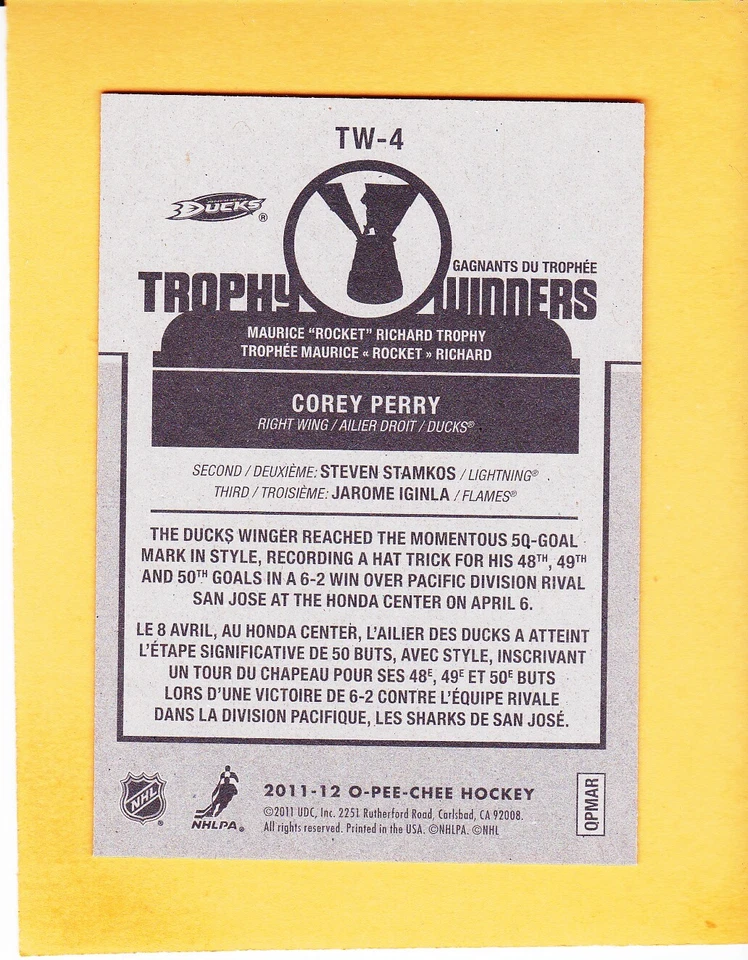 TW-4
DUCKS®
GAGNANTS DU TROPHÉE
TROPHY WINNERS
MAURICE "ROCKET" RICHARD TROPHY
TROPHÉE MAURICE « ROCKET » RICHARD
COREY PERRY
RIGHT WING / AILIER DROIT / DUCKS®
SECOND / DEUXIÈME: STEVEN STAMKOS / LIGHTNING®
THIRD / TROISIÈME: JAROME IGINLA / FLAMES®
THE DUCKS WINGER REACHED THE MOMENTOUS 50-GOAL
MARK IN STYLE, RECORDING A HAT TRICK FOR HIS 48TH, 49TH
AND 50TH GOALS IN A 6-2 WIN OVER PACIFIC DIVISION RIVAL
SAN JOSE AT THE HONDA CENTER ON APRIL 6.
LE 8 AVRIL, AU HONDA CENTER, L'AILIER DES DUCKS A ATTEINT
L'ÉTAPE SIGNIFICATIVE DE 50 BUTS, AVEC STYLE, INSCRIVANT
UN TOUR DU CHAPEAU POUR SES 48E, 49E ET 50E BUTS
LORS D'UNE VICTOIRE DE 6-2 CONTRE L'ÉQUIPE RIVALE
DANS LA DIVISION PACIFIQUE, LES SHARKS DE SAN JOSÉ.
NHL®
NHLPA®
2011-12 O-PEE-CHEE HOCKEY
©2011 UDC, Inc. 2251 Rutherford Road, Carlsbad, CA 92008.
All rights reserved. Printed in the USA. ©NHLPA. ©NHL
QPMAR